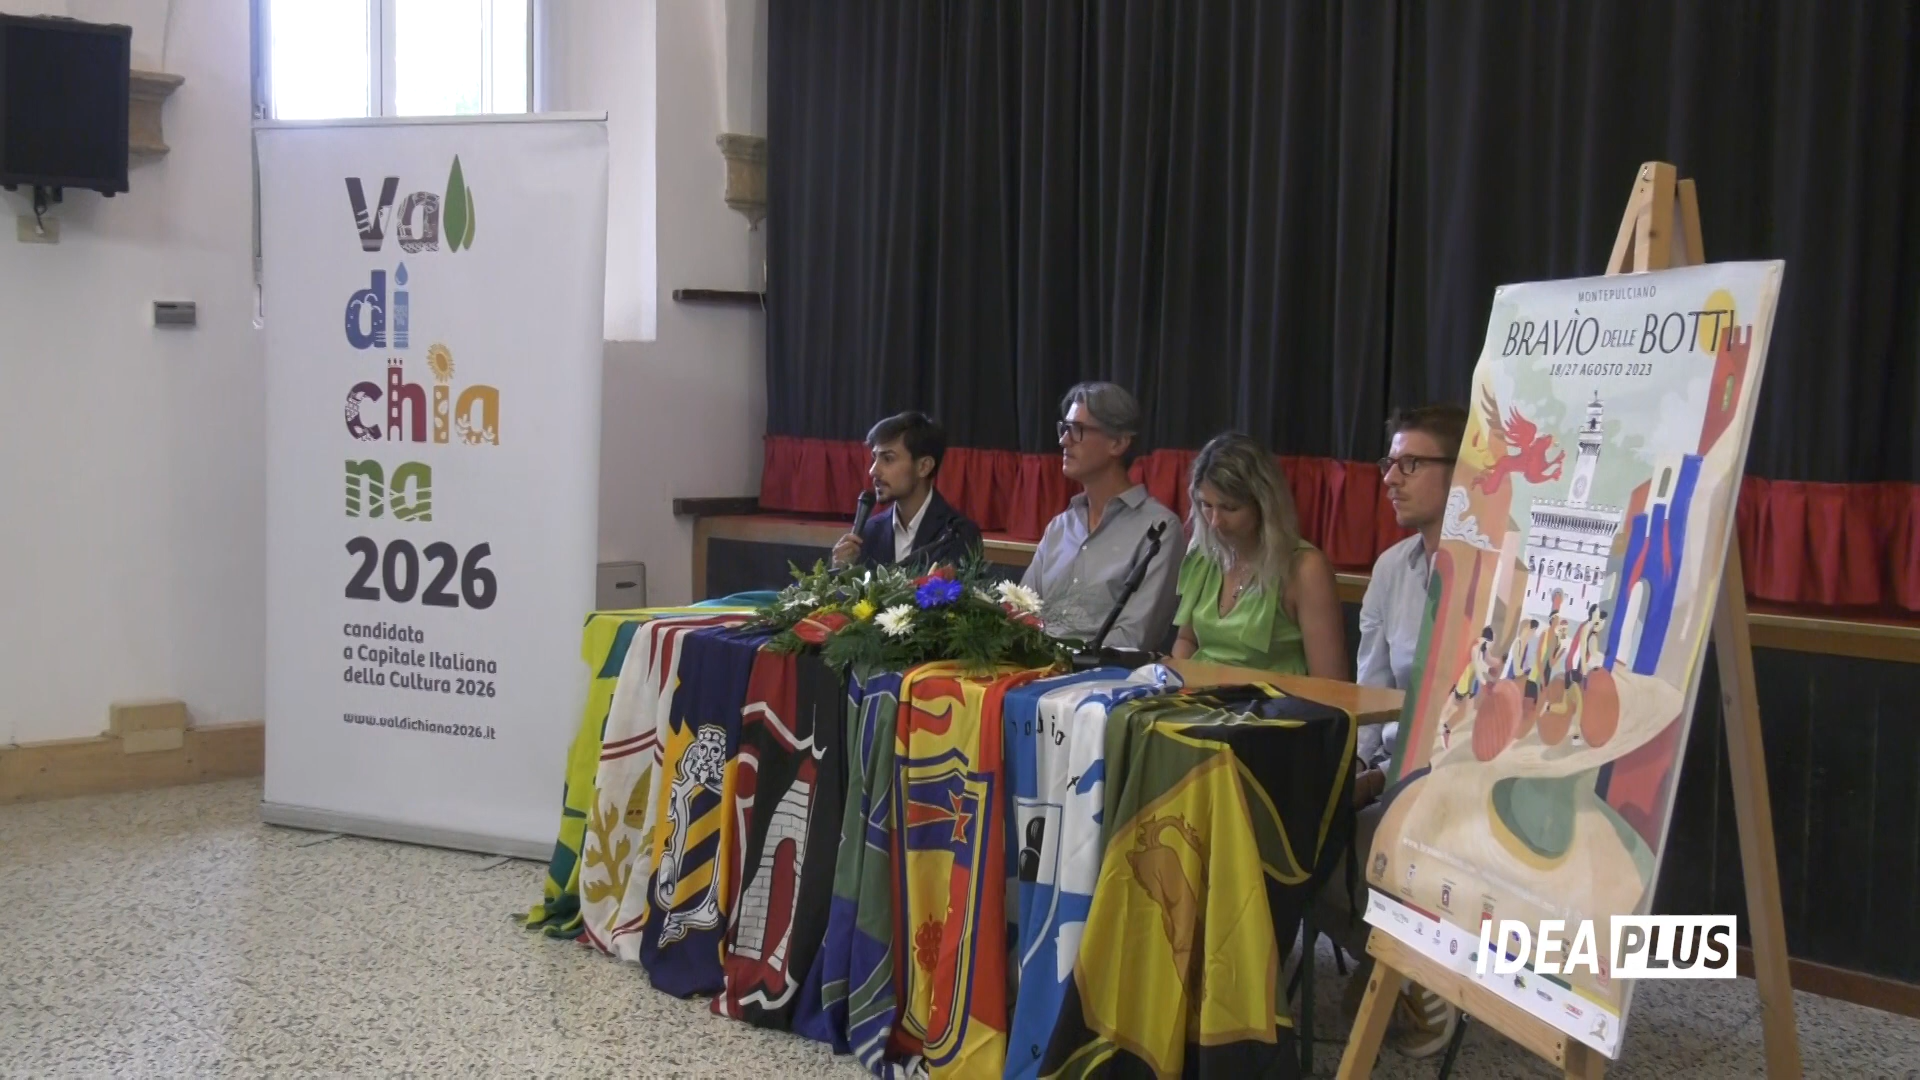 Val
di
chia
na
2026
candidata
a Capitale Italiana
della Cultura 2026
www.valdichiana2026.it
MONTEPULCIANO
BRAVÌO DELLE BOTTI
18/27 AGOSTO 2023
IDEA PLUS